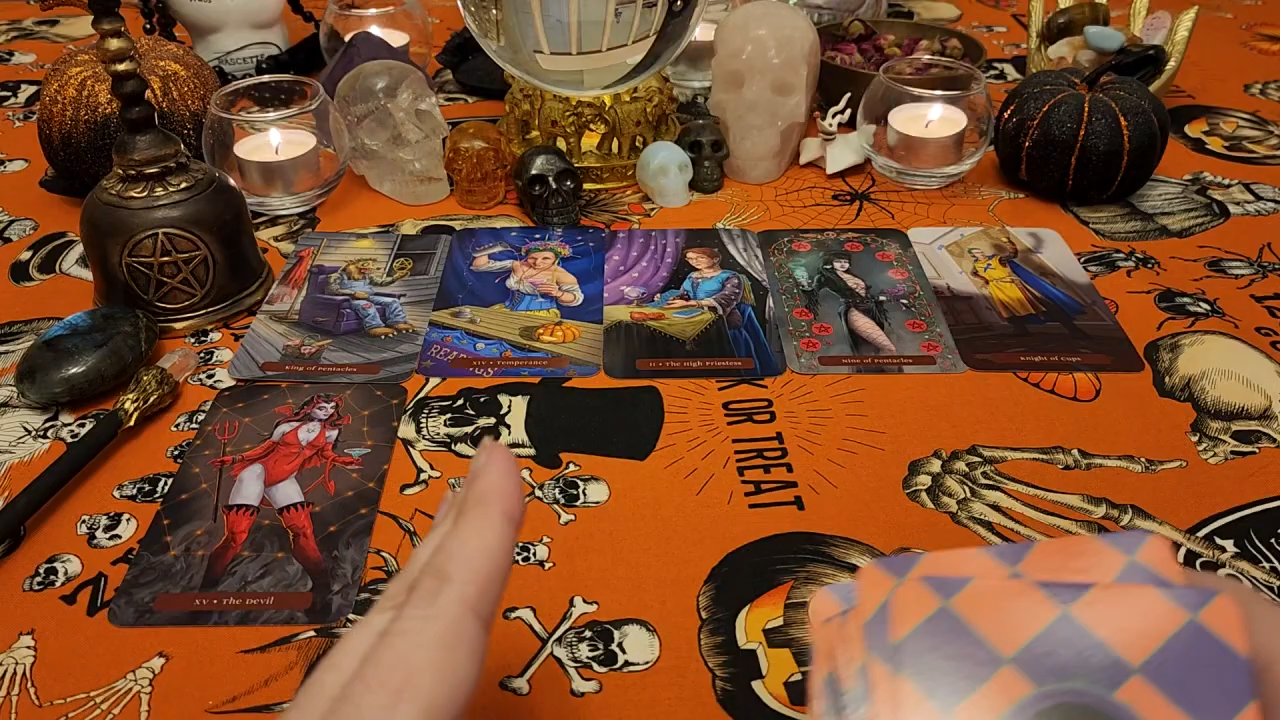 RASCETTE
King of Pentacles
XIV • Temperance
II • The High Priestess
Nine of Pentacles
Knight of Cups
XV • The Devil
OR TREAT